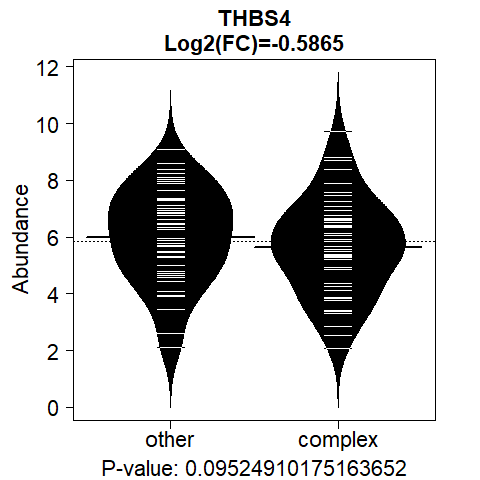 THBS4
Log2(FC)=-0.5865
12
10
8
6
4
2
0
Abundance
other complex
P-value: 0.09524910175163652